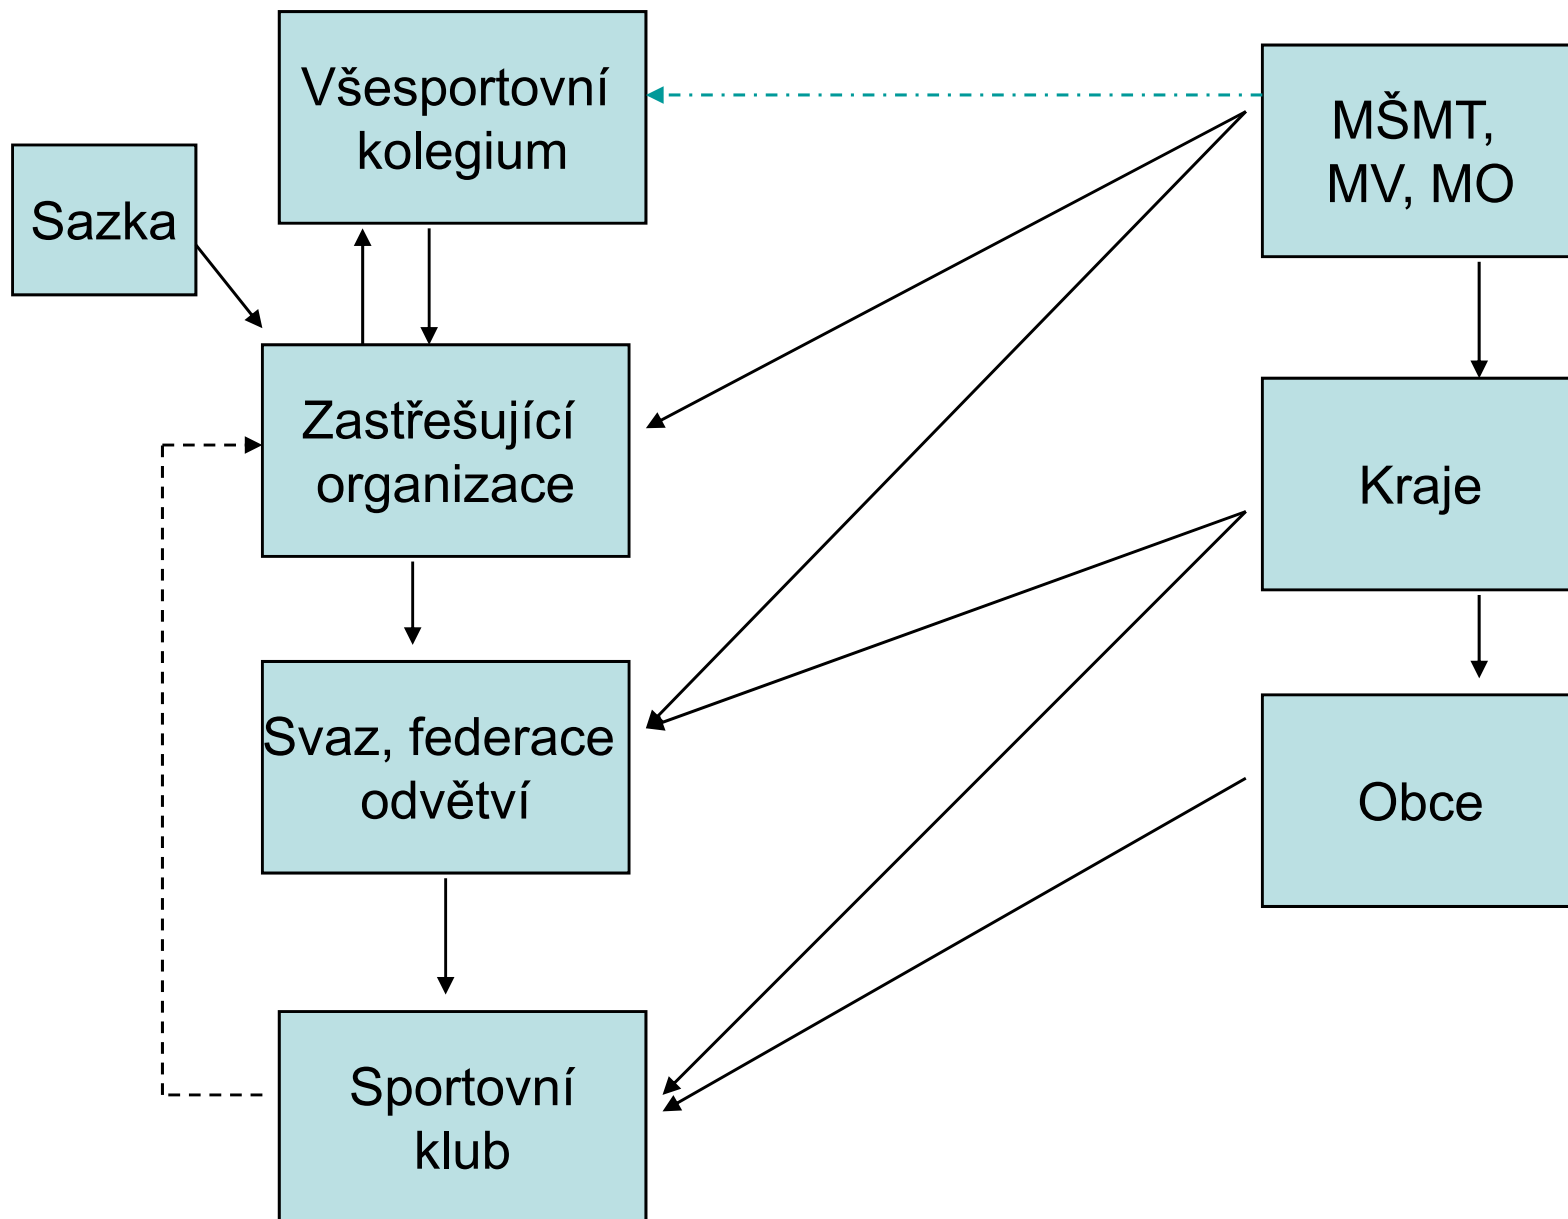 Všesportovní
kolegium
MŠMT,
MV, MO
Sazka
Zastřešující
organizace
Kraje
Svaz, federace
odvětví
Obce
Sportovní
klub